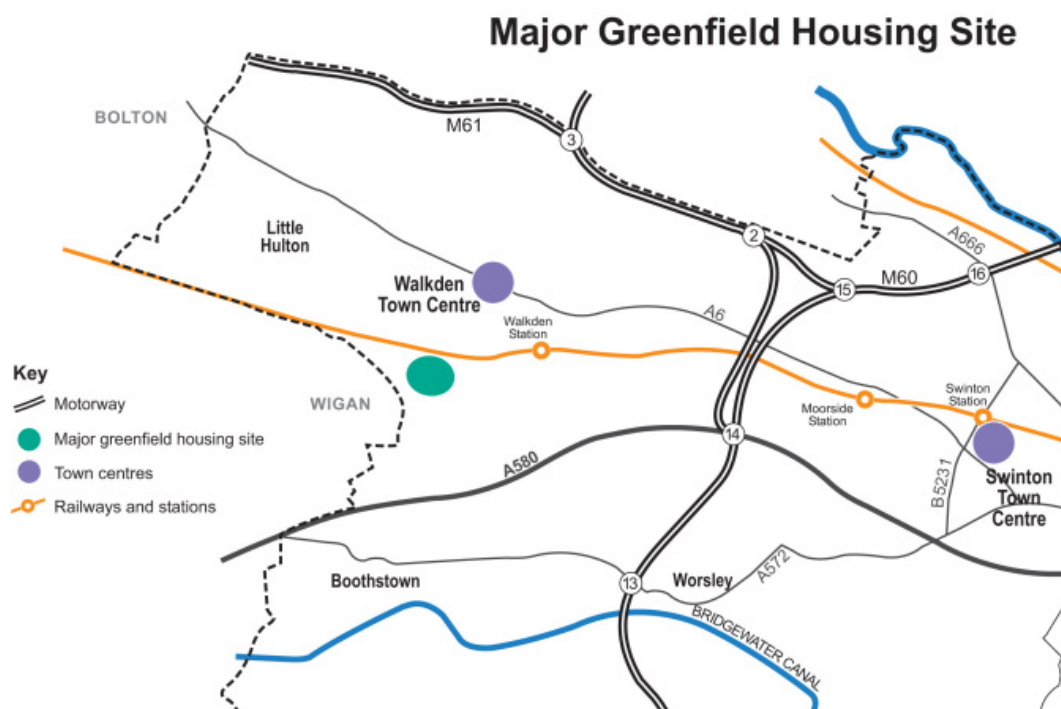 Major Greenfield Housing Site
BOLTON
M61
3
Little
Hulton
2
A666
16
M60
15
Walkden
Town Centre
A6
Walkden
Station
Key
Motorway
Major greenfield housing site
Town centres
Railways and stations
WIGAN
Moorside
Station
Swinton
Station
14
A580
B5231
Swinton
Town
Centre
Boothstown
13
Worsley
A572
BRIDGEWATER CANAL